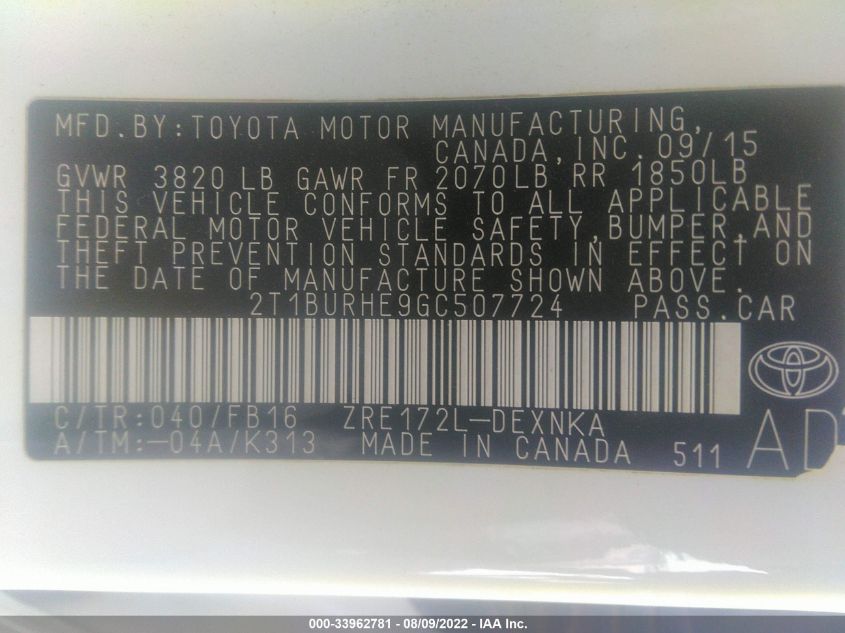 MFD.BY:TOYOTA MOTOR MANUFACTURING,
CANADA,INC.09/15
GVWR 3820 LB GAWR FR 2070LB RR 1850LB
THIS VEHICLE CONFORMS TO ALL APPLICABLE
FEDERAL MOTOR VEHICLE SAFETY,BUMPER,AND
THEFT PREVENTION STANDARDS IN EFFECT ON
THE DATE OF MANUFACTURE SHOWN ABOVE.
2T1BURHE9GC507724 PASS.CAR
C/TR:040/FB16 ZRE172L-DEXNKA
A/TM:-04A/K313 MADE IN CANADA 511
AD
000-33962781 - 08/09/2022 - IAA Inc.